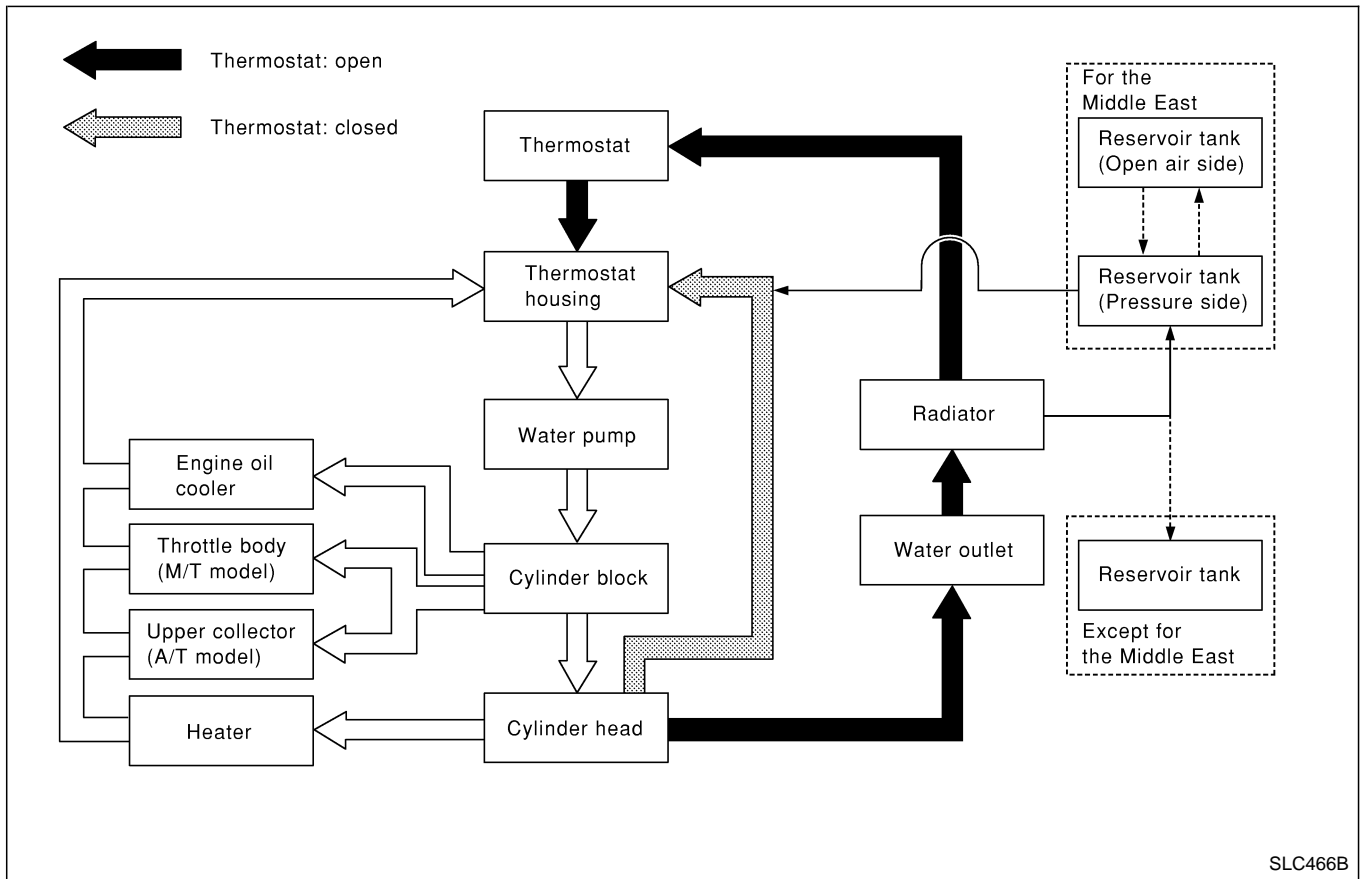 Thermostat: open
Thermostat: closed
Thermostat
Thermostat
housing
Water pump
Cylinder block
Cylinder head
Engine oil
cooler
Throttle body
(M/T model)
Upper collector
(A/T model)
Heater
Radiator
Water outlet
For the
Middle East
Reservoir tank
(Open air side)
Reservoir tank
(Pressure side)
Reservoir tank
Except for
the Middle East
SLC466B